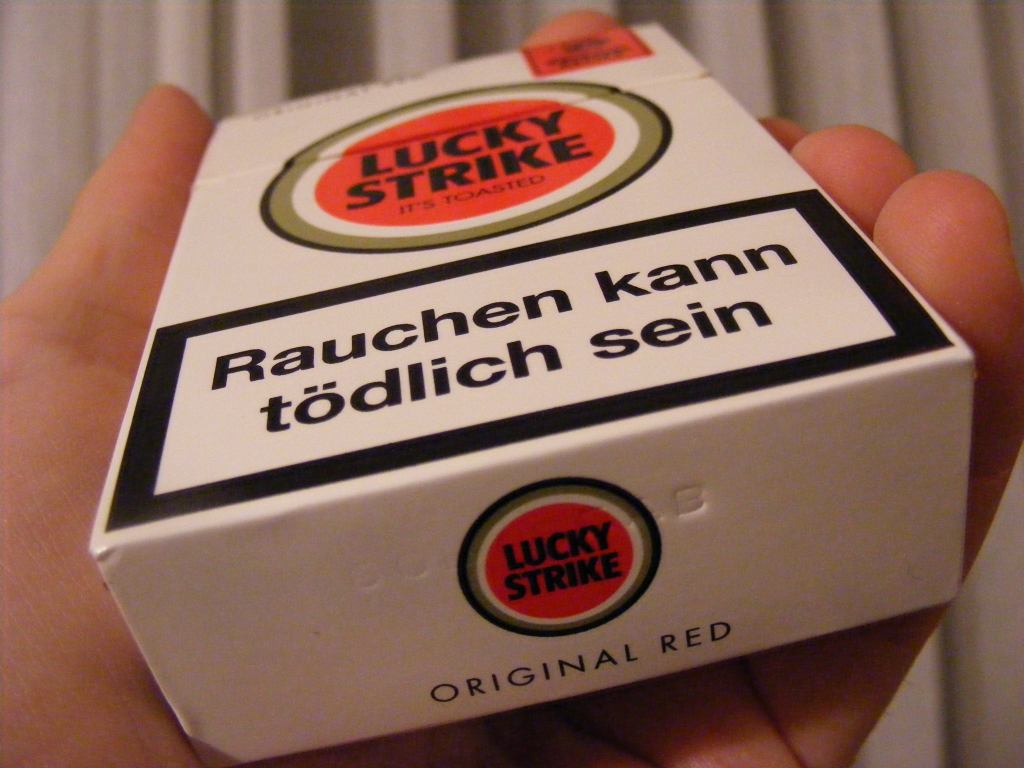 LUCKY
STRIKE
IT'S TOASTED
Rauchen kann
tödlich sein
LUCKY
STRIKE
ORIGINAL RED